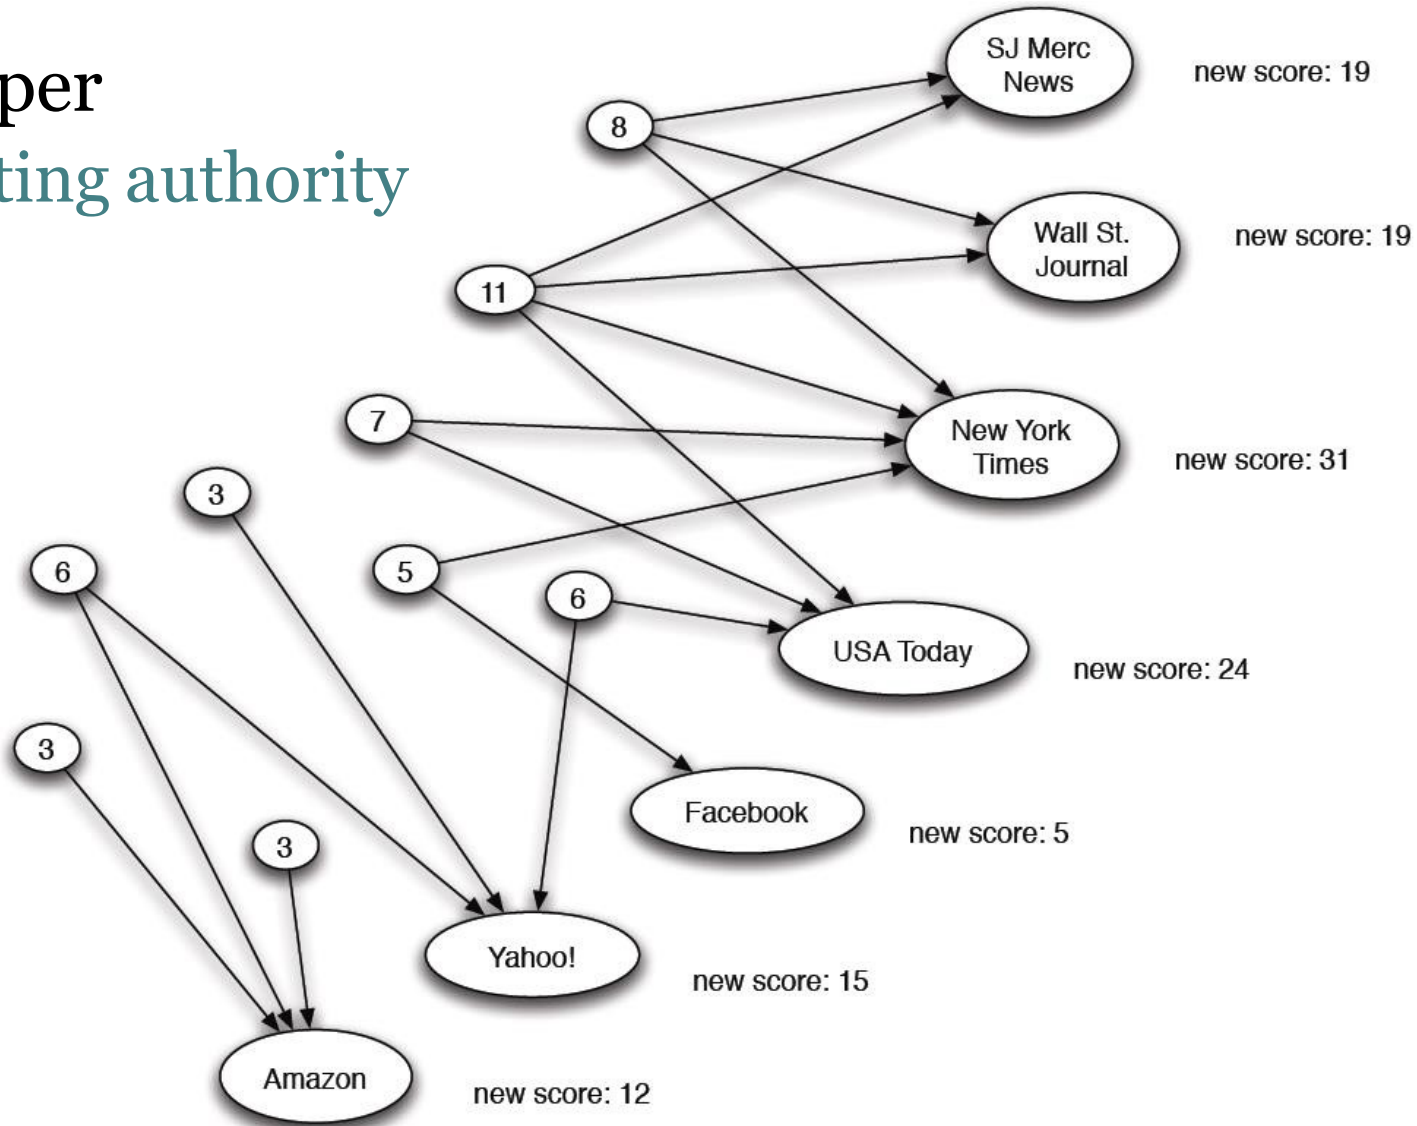 per
ting authority
SJ Merc
News
new score: 19
8
Wall St.
Journal
new score: 19
11
7
New York
Times
new score: 31
3
6
5
6
USA Today
new score: 24
3
Facebook
new score: 5
3
Yahoo!
new score: 15
Amazon
new score: 12